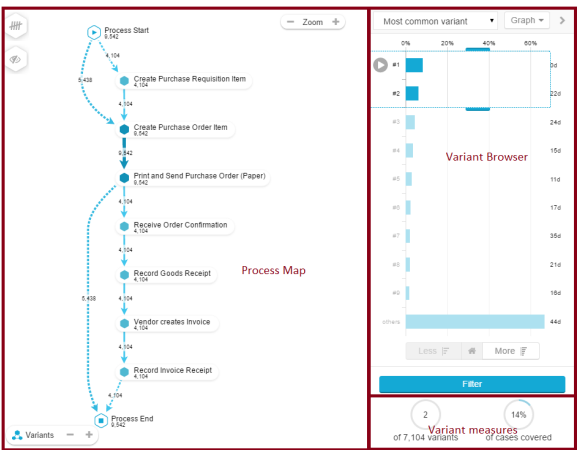 Process Start
9,542
4,104
5,438
Create Purchase Requisition Item
4,104
4,104
Create Purchase Order Item
9,542
9,542
Print and Send Purchase Order (Paper)
9,542
4,104
Receive Order Confirmation
4,104
4,104
Record Goods Receipt
4,104
4,104
5,438
Vendor creates Invoice
4,104
4,104
Record Invoice Receipt
4,104
4,104
Process End
9,542
Zoom
Process Map
Variants
Most common variant
Graph
0%
20%
40%
60%
#1
0d
#2
22d
#3
24d
#4
15d
#5
11d
#6
17d
#7
35d
#8
21d
#9
16d
others
44d
Variant Browser
Less
More
Filter
2
14%
Variant measures
of 7,104 variants
of cases covered